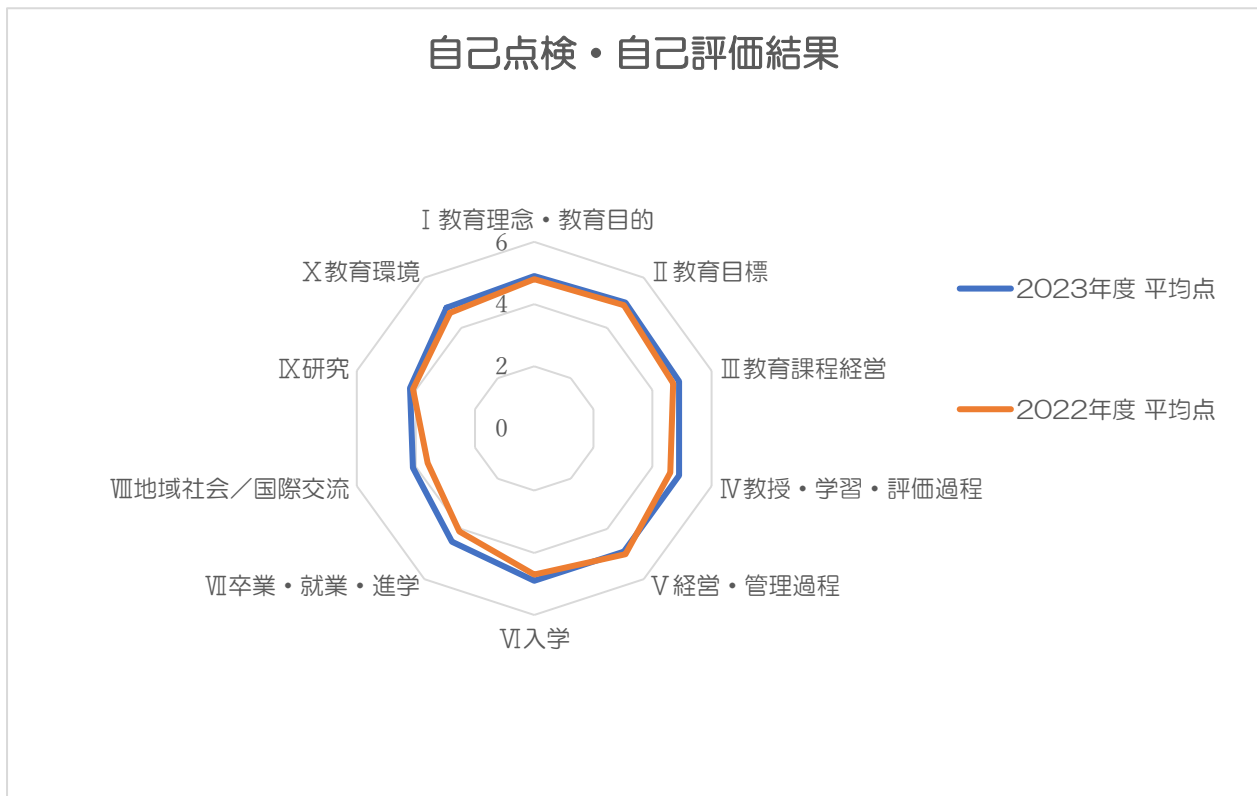 自己点検・自己評価結果
Ⅰ教育理念・教育目的
Ⅱ教育目標
Ⅲ教育課程経営
Ⅳ教授・学習・評価過程
Ⅴ経営・管理過程
Ⅵ入学
Ⅶ卒業・就業・進学
Ⅷ地域社会／国際交流
Ⅸ研究
Ⅹ教育環境
6
4
2
0
2023年度 平均点
2022年度 平均点